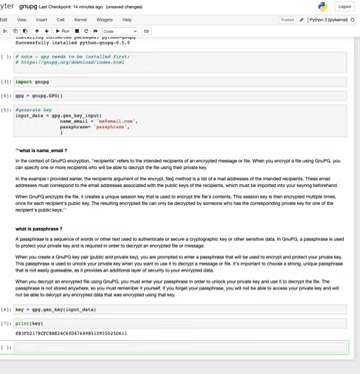 yter gnupg Last Checkpoint: 14 minutes ago (unsaved changes) Logout
Edit View Insert Cell Kernel Widgets Help Trusted Python 3 (ipykernel)
Run Code
Successfully installed python-gnupg-0.5.0
[ ]: # note - gpg needs to be installed first:
# https://gnupg.org/download/index.html
[3]: import gnupg
[4]: gpg = gnupg.GPG()
[5]: #generate key
input_data = gpg.gen_key_input(
name_email =
passphrase= 'passphrase',
)
**what is name_email ?
In the context of GnuPG encryption, "recipients" refers to the intended recipients of an encrypted message or file. When you encrypt a file using GnuPG, you
can specify one or more recipients who will be able to decrypt the file using their private key.
In the example I provided earlier, the recipients argument of the encrypt_file() method is a list of e mail addresses of the intended recipients. These email
addresses must correspond to the email addresses associated with the public keys of the recipients, which must be imported into your keyring beforehand.
When GnuPG encrypts the file, it creates a unique session key that is used to encrypt the file's contents. This session key is then encrypted multiple times,
once for each recipient's public key. The resulting encrypted file can only be decrypted by someone who has the corresponding private key for one of the
recipient's public keys.
what is passphrase ?
A passphrase is a sequence of words or other text used to authenticate or secure a cryptographic key or other sensitive data. In GnuPG, a passphrase is used
to protect your private key and is required in order to decrypt an encrypted file or message.
When you create a GnuPG key pair (public and private key), you are prompted to enter a passphrase that will be used to encrypt and protect your private key.
This passphrase is used to unlock your private key when you want to use it to decrypt a message or file. It's important to choose a strong, unique passphrase
that is not easily guessable, as it provides an additional layer of security to your encrypted data.
When you decrypt an encrypted file using GnuPG, you must enter your passphrase in order to unlock your private key and use it to decrypt the file. The
passphrase is not stored anywhere, so you must remember it yourself. If you forget your passphrase, you will not be able to access your private key and will
not be able to decrypt any encrypted data that was encrypted using that key.
[6]: key = gpg.gen_key(input_data)
[7]: print(key)
[ ]: